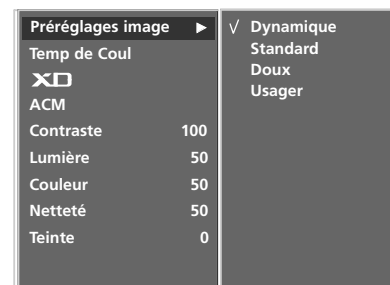 Préréglages image ►
Temp de Coul
XD
ACM
Contraste 100
Lumière 50
Couleur 50
Netteté 50
Teinte 0
√ Dynamique
Standard
Doux
Usager